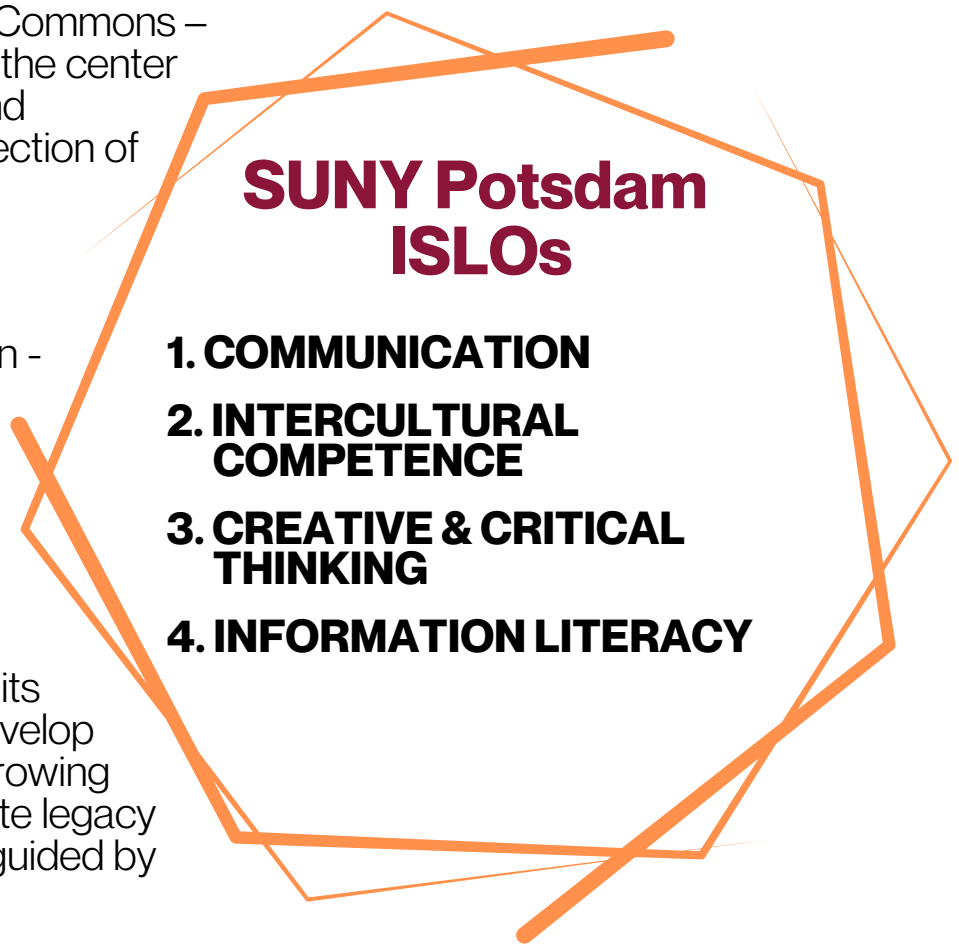 Commons –
the center
ection of
SUNY Potsdam
ISLOs
1. COMMUNICATION
2. INTERCULTURAL
COMPETENCE
3. CREATIVE & CRITICAL
THINKING
4. INFORMATION LITERACY
its
velop
rowing
te legacy
guided by